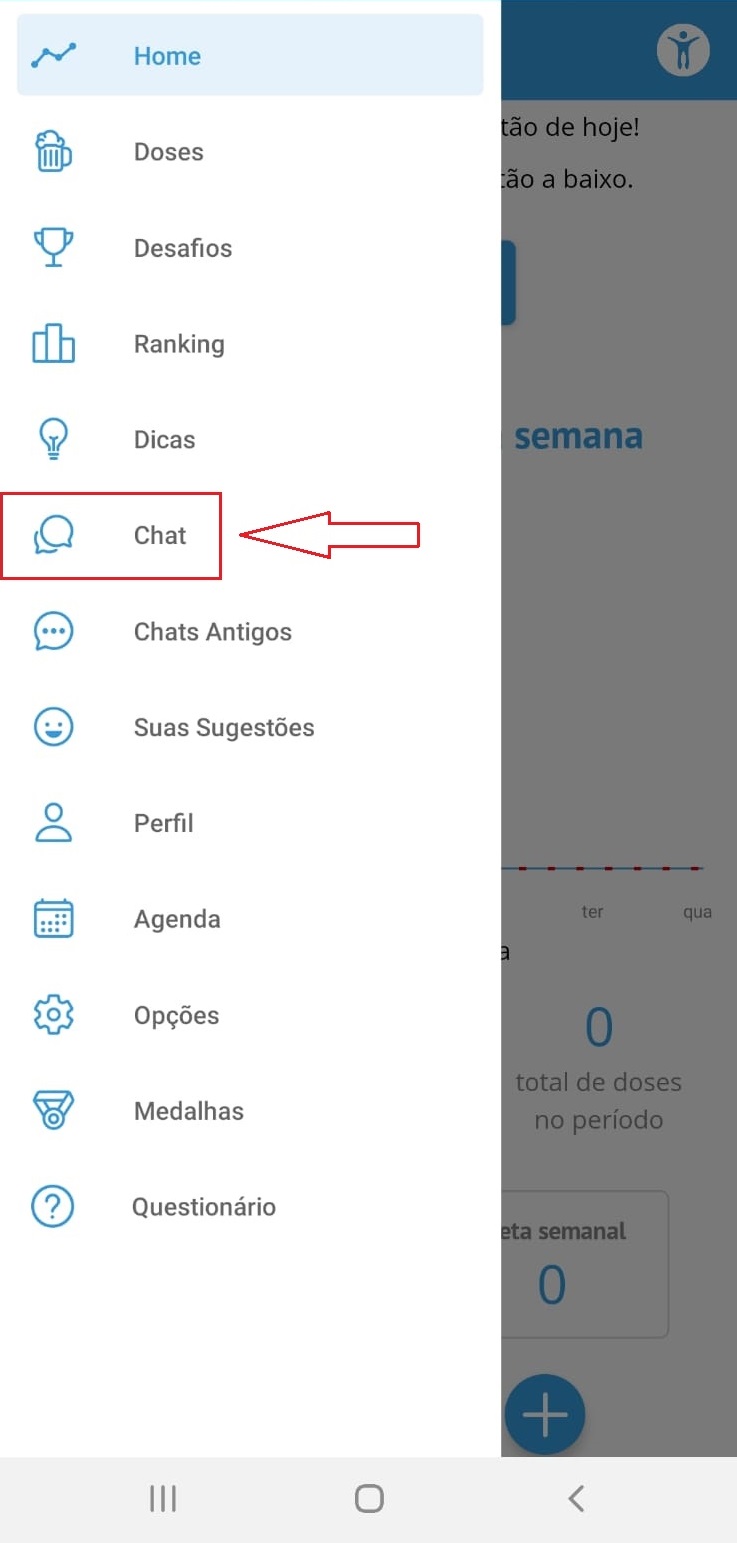 Home
Doses
Desafios
Ranking
Dicas
Chat
Chats Antigos
Suas Sugestões
Perfil
Agenda
Opções
Medalhas
Questionário
tão de hoje!
tão a baixo.
semana
ter qua
a
0
total de doses
no período
eta semanal
0